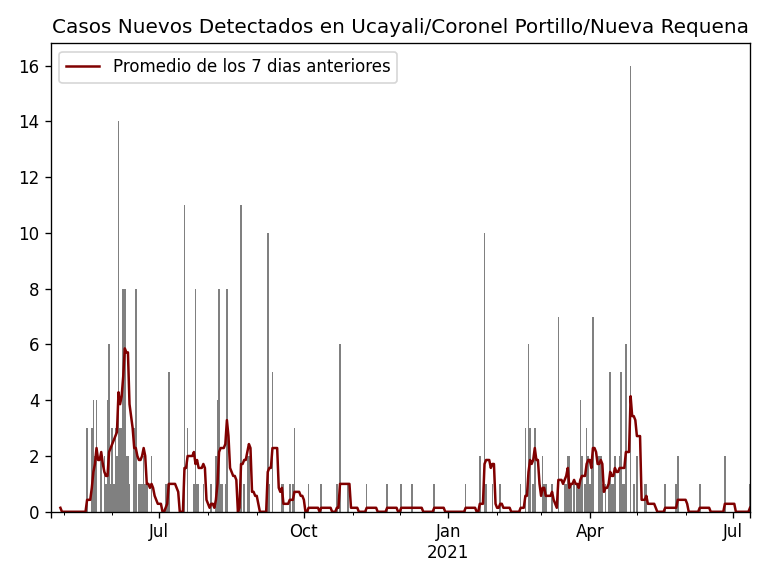 Casos Nuevos Detectados en Ucayali/Coronel Portillo/Nueva Requena
Promedio de los 7 dias anteriores
16
14
12
10
8
6
4
2
0
Jul
Oct
Jan
2021
Apr
Jul